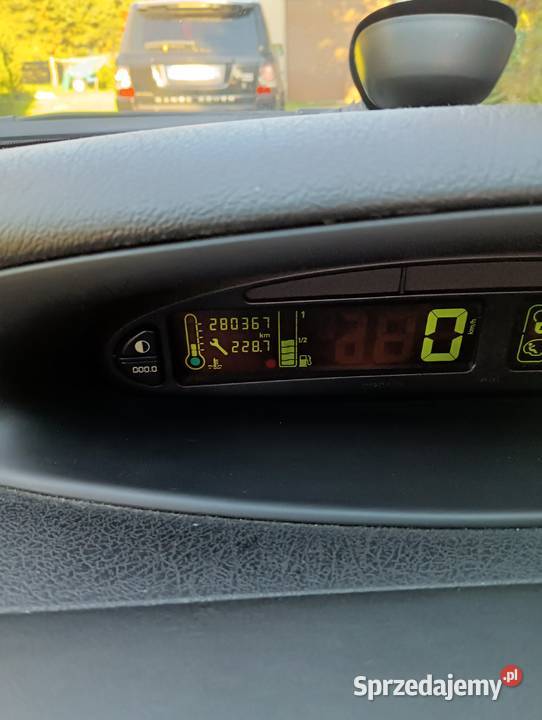 RANGE ROVER
280367
km
228.7
000.0
1
1/2
0
km/h
Sprzedajemy.pl